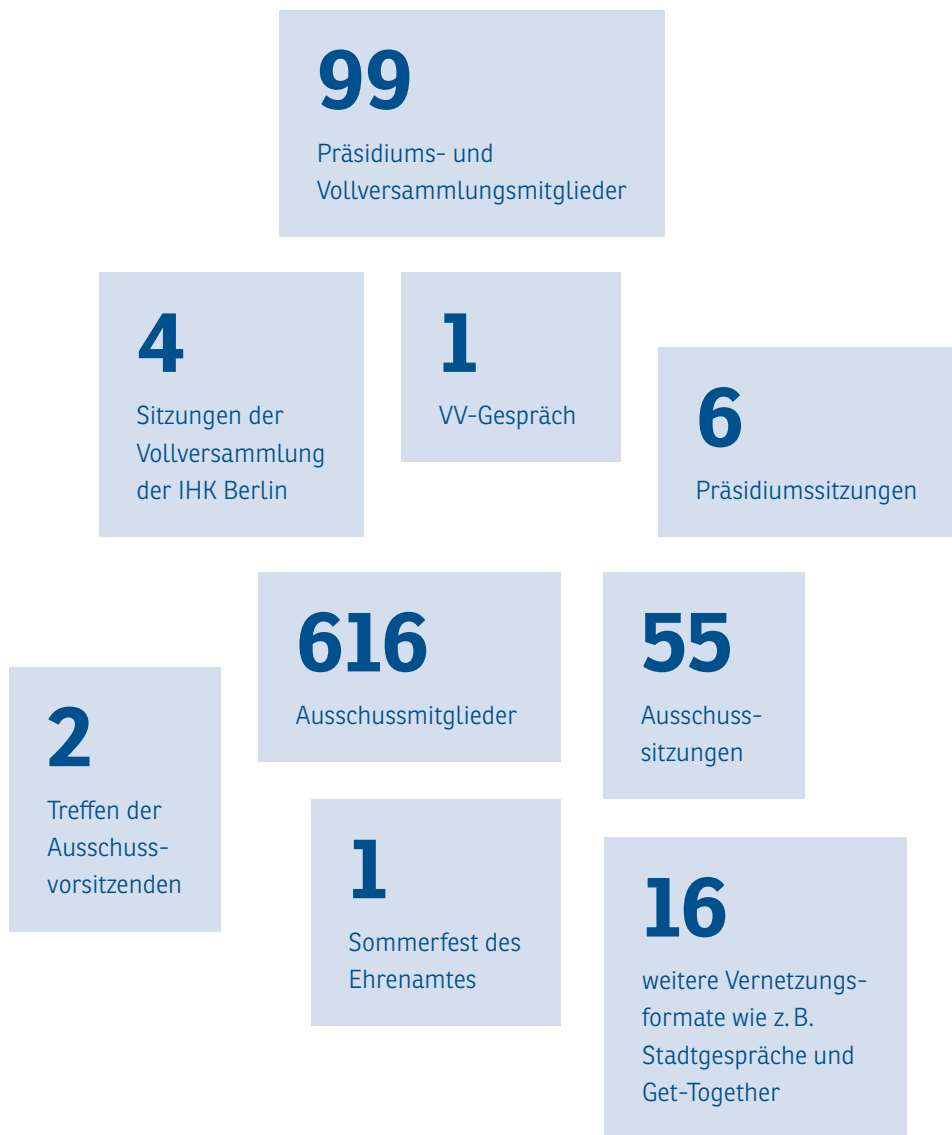 99
Präsidiums- und
Vollversammlungsmitglieder
4
Sitzungen der
Vollversammlung
der IHK Berlin
1
VV-Gespräch
6
Präsidiumssitzungen
616
Ausschussmitglieder
55
Ausschuss-
sitzungen
2
Treffen der
Ausschuss-
vorsitzenden
1
Sommerfest des
Ehrenamtes
16
weitere Vernetzungs-
formate wie z. B.
Stadtgespräche und
Get-Together